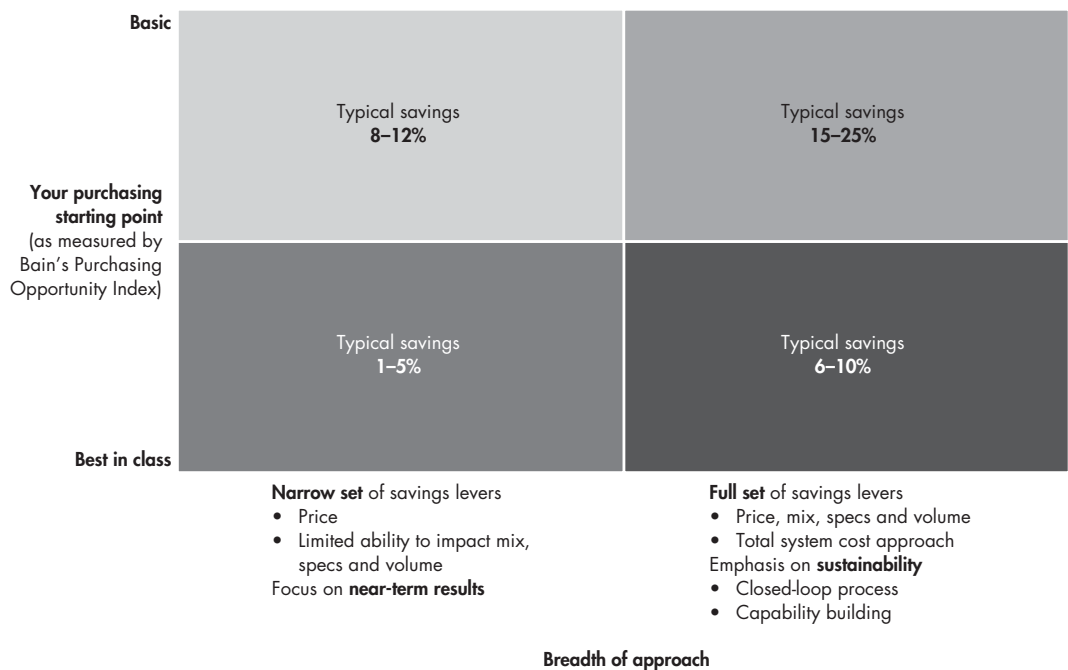 Basic
Typical savings
8–12%
Typical savings
15–25%
Your purchasing
starting point
(as measured by
Bain’s Purchasing
Opportunity Index)
Typical savings
1–5%
Typical savings
6–10%
Best in class
Narrow set of savings levers
• Price
• Limited ability to impact mix,
specs and volume
Focus on near-term results
Full set of savings levers
• Price, mix, specs and volume
• Total system cost approach
Emphasis on sustainability
• Closed-loop process
• Capability building
Breadth of approach